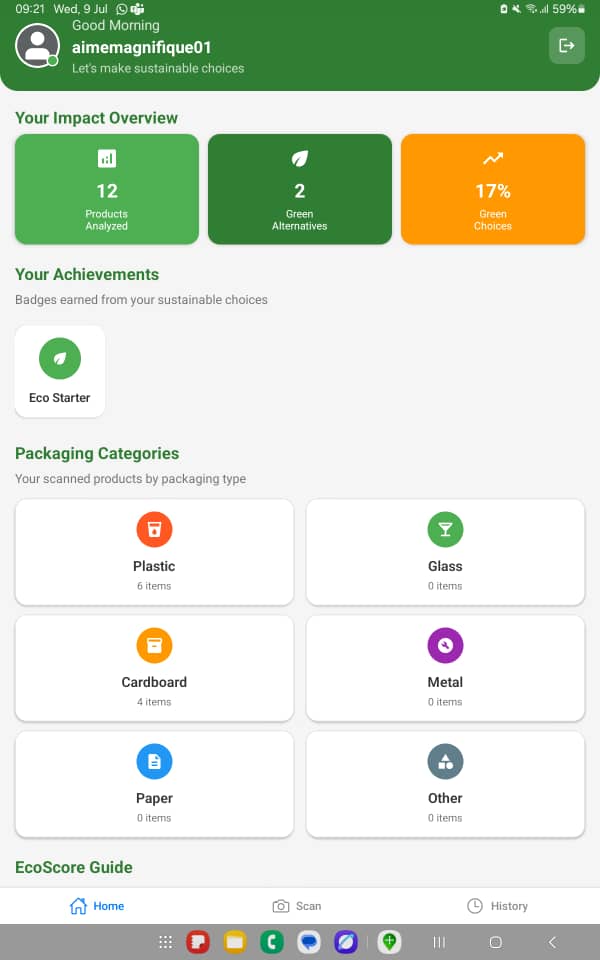 09:21 Wed, 9 Jul 59%
Good Morning
aimemagnifique01
Let's make sustainable choices
Your Impact Overview
12 2 17%
Products Green Green
Analyzed Alternatives Choices
Your Achievements
Badges earned from your sustainable choices
Eco Starter
Packaging Categories
Your scanned products by packaging type
Plastic Glass
6 items 0 items
Cardboard Metal
4 items 0 items
Paper Other
0 items 0 items
EcoScore Guide
Home Scan History